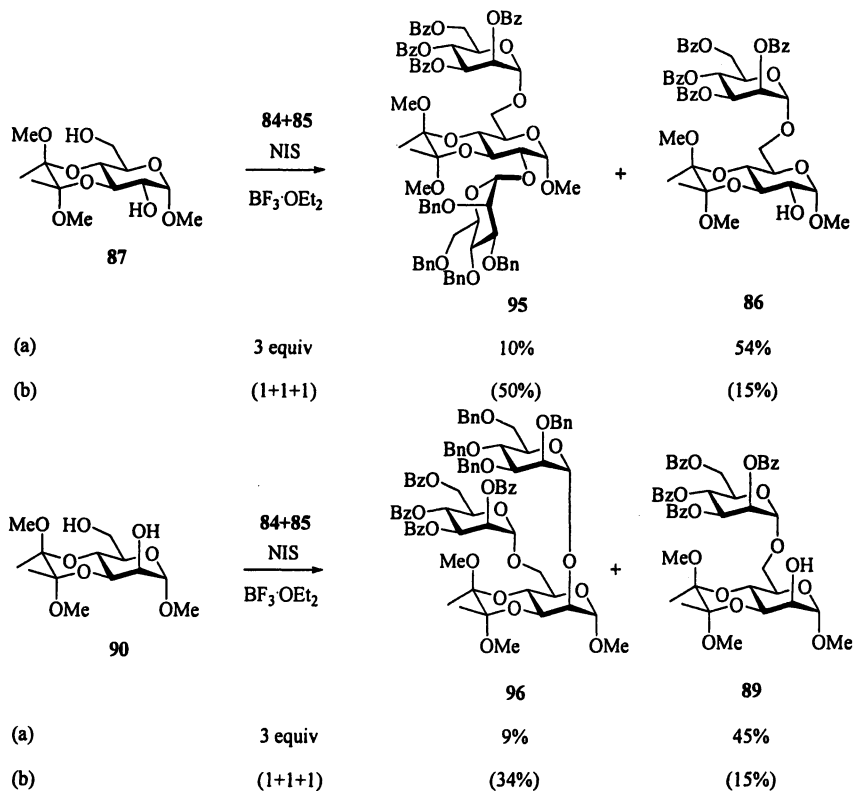 OBz
BzO
BzO
BzO
O
O
MeO
O
O
O
O
MeO
OMe
BnO
O
BnO
BnO
OBn
95
BzO
OBz
BzO
BzO
O
O
MeO
O
O
O
OMe
HO
OMe
86
MeO
HO
O
O
O
OMe
HO
OMe
87
84+85
NIS
BF3·OEt2
+
(a) 3 equiv 10% 54%
(b) (1+1+1) (50%) (15%)
BnO
OBn
BnO
BnO
O
BzO
OBz
BzO
BzO
O
O
O
MeO
O
O
O
OMe
OMe
96
BzO
OBz
BzO
BzO
O
O
MeO
OH
O
O
O
OMe
OMe
89
MeO
HO
OH
O
O
O
OMe
OMe
90
84+85
NIS
BF3·OEt2
+
(a) 3 equiv 9% 45%
(b) (1+1+1) (34%) (15%)